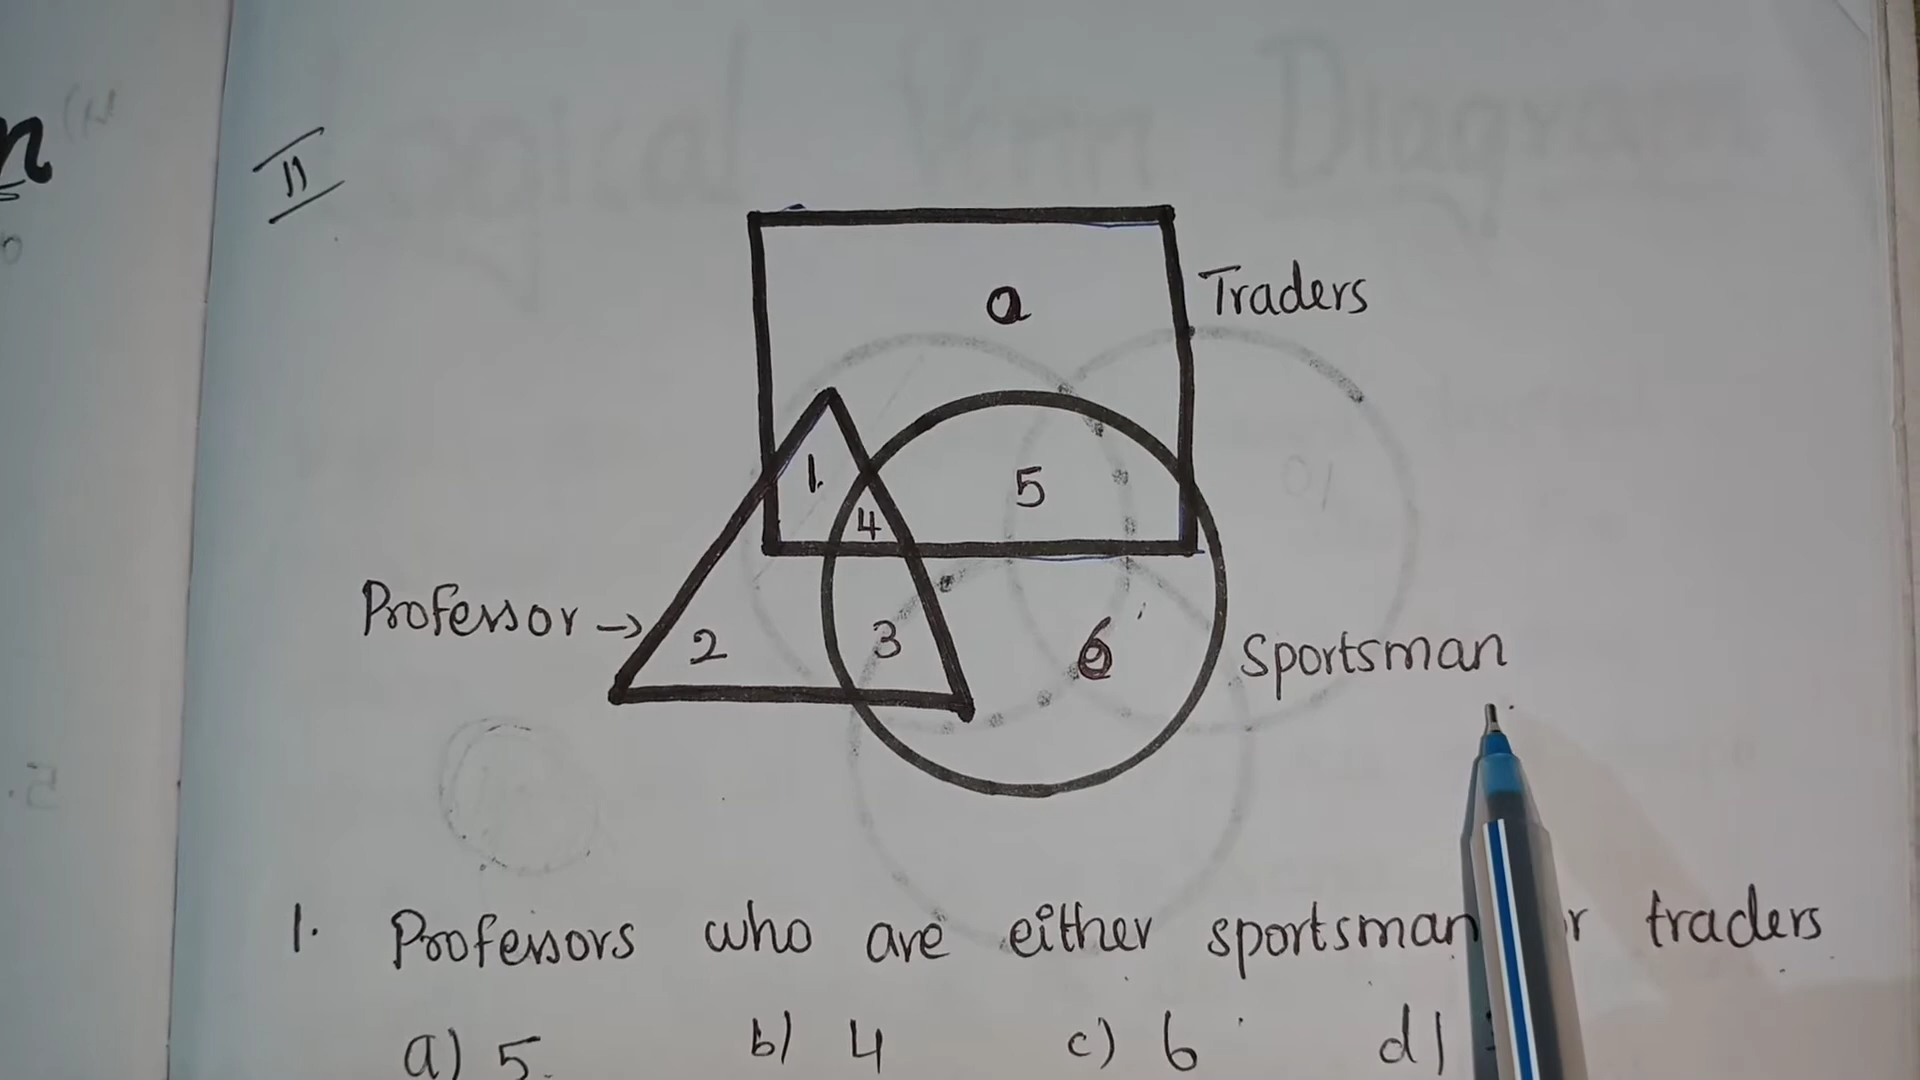 II
a
Traders
1.
5
4
Professor →
2
3
6
Sportsman
1. Professors who are either sportsman traders
a) 5. b) 4 c) 6 d)